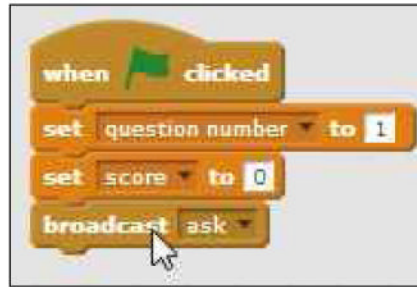 when clicked
set question number to 1
set score to 0
broadcast ask